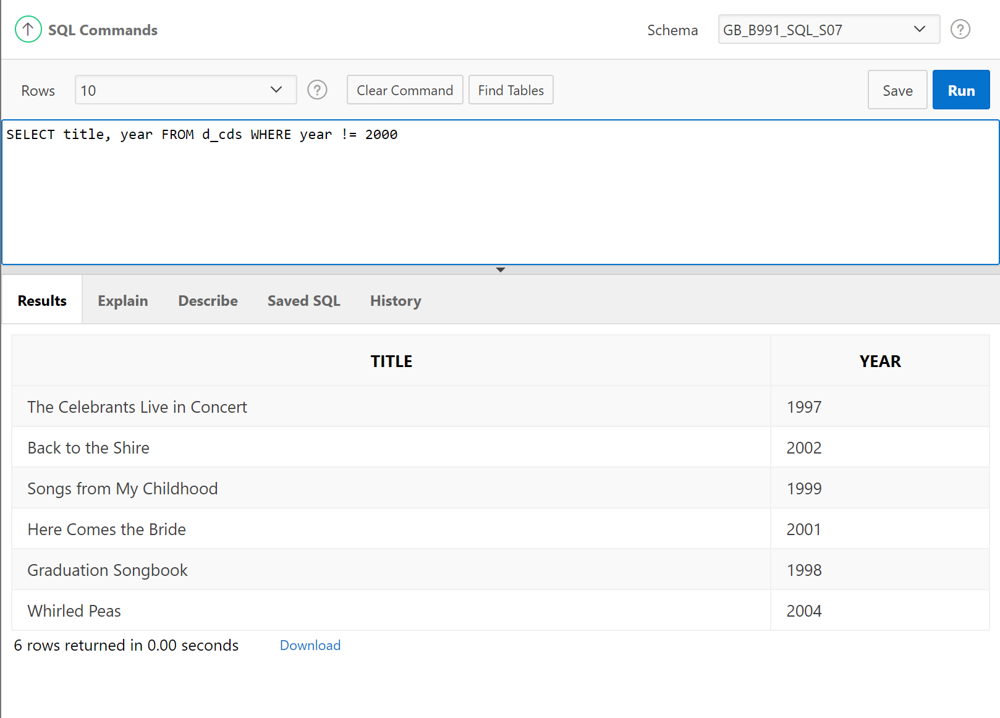 SQL Commands Schema GB_B991_SQL_S07 ?
Rows 10 ? Clear Command Find Tables Save Run
SELECT title, year FROM d_cds WHERE year != 2000
Results Explain Describe Saved SQL History
TITLE YEAR
The Celebrants Live in Concert 1997
Back to the Shire 2002
Songs from My Childhood 1999
Here Comes the Bride 2001
Graduation Songbook 1998
Whirled Peas 2004
6 rows returned in 0.00 seconds Download